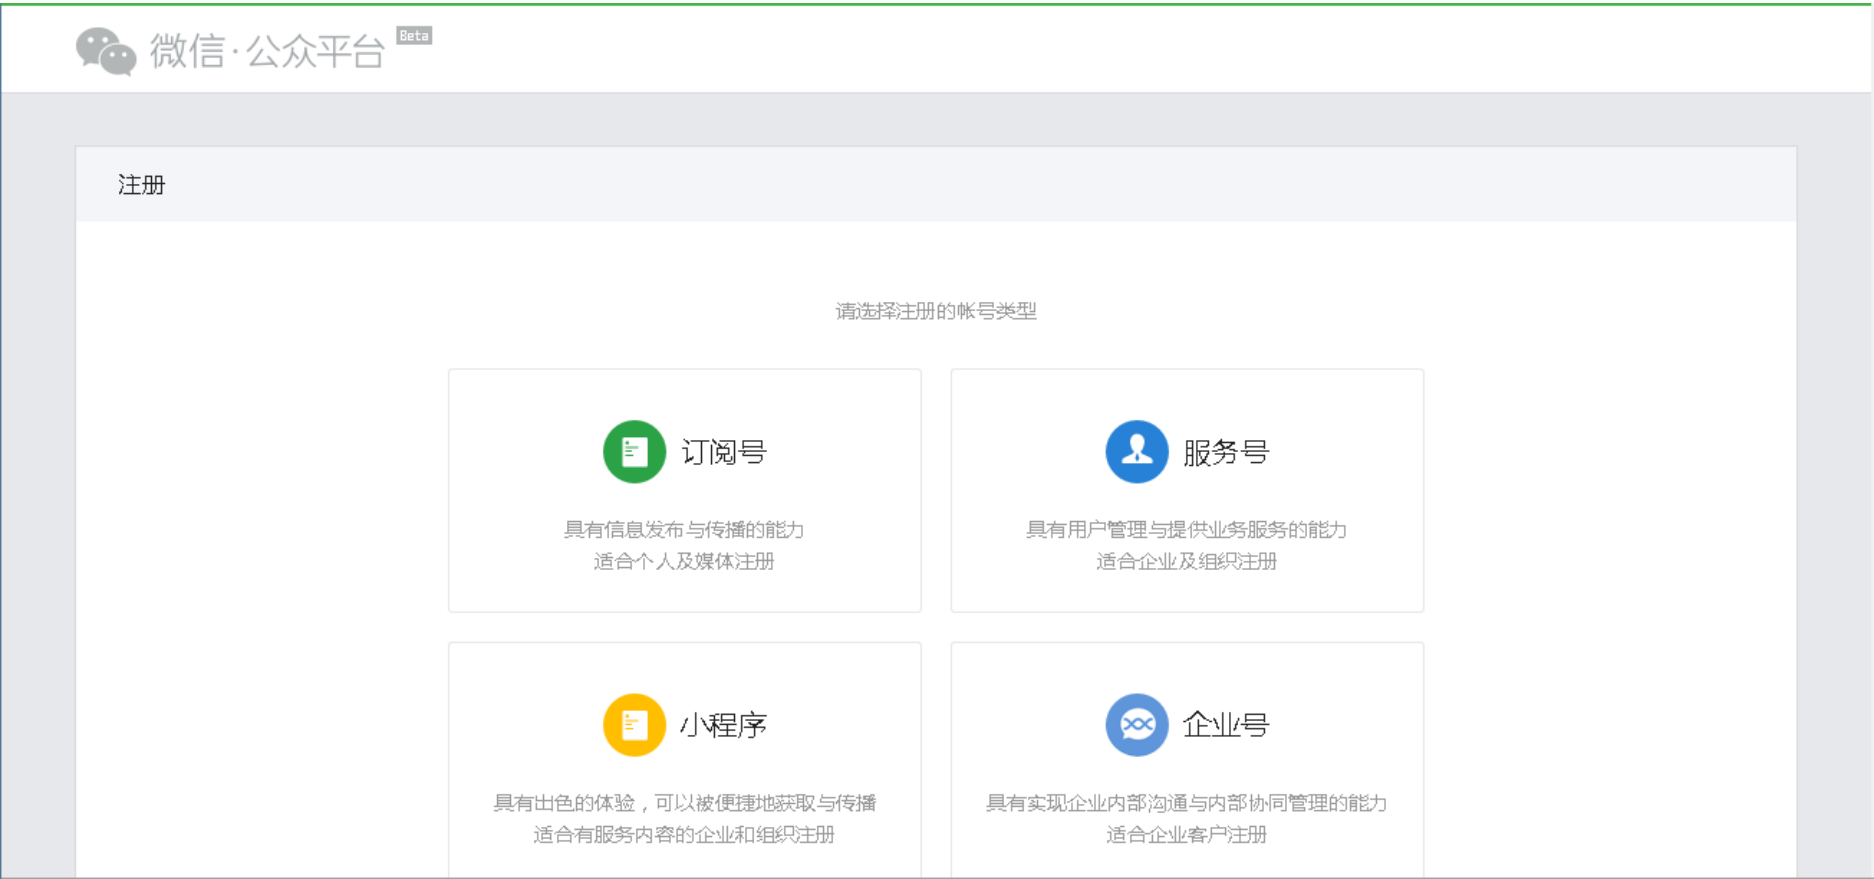 微信·公众平台 Beta
注册
请选择注册的帐号类型
订阅号
具有信息发布与传播的能力
适合个人及媒体注册
服务号
具有用户管理与提供业务服务的能力
适合企业及组织注册
小程序
具有出色的体验，可以被便捷地获取与传播
适合有服务内容的企业和组织注册
企业号
具有实现企业内部沟通与内部协同管理的能力
适合企业客户注册